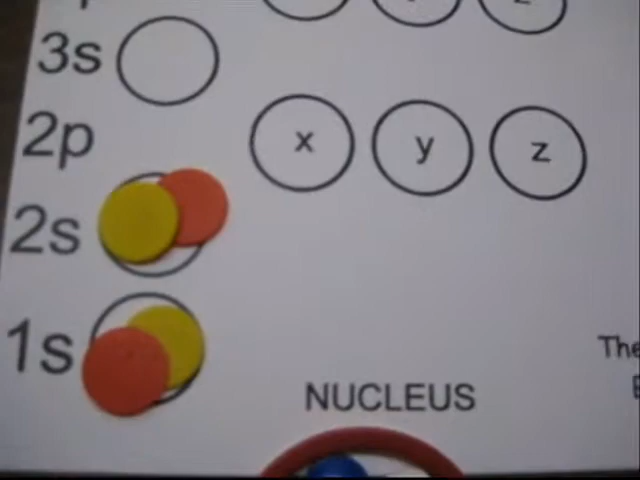 3s
2p x y z
2s
1s
The
NUCLEUS